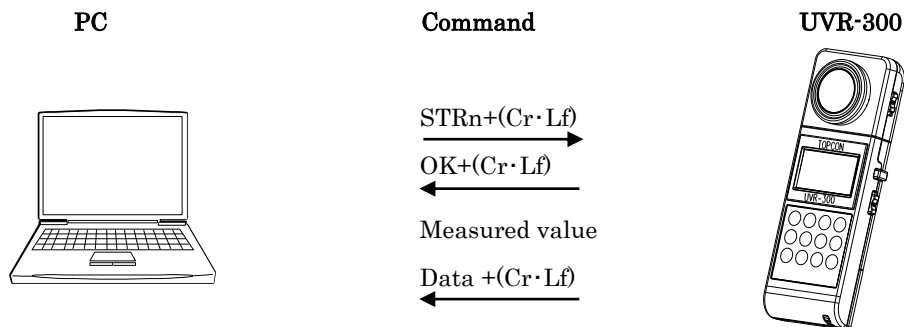 PC
Command
UVR-300
STRn+(Cr･Lf)
OK+(Cr･Lf)
Measured value
Data +(Cr･Lf)
TOPCON
UVR-300